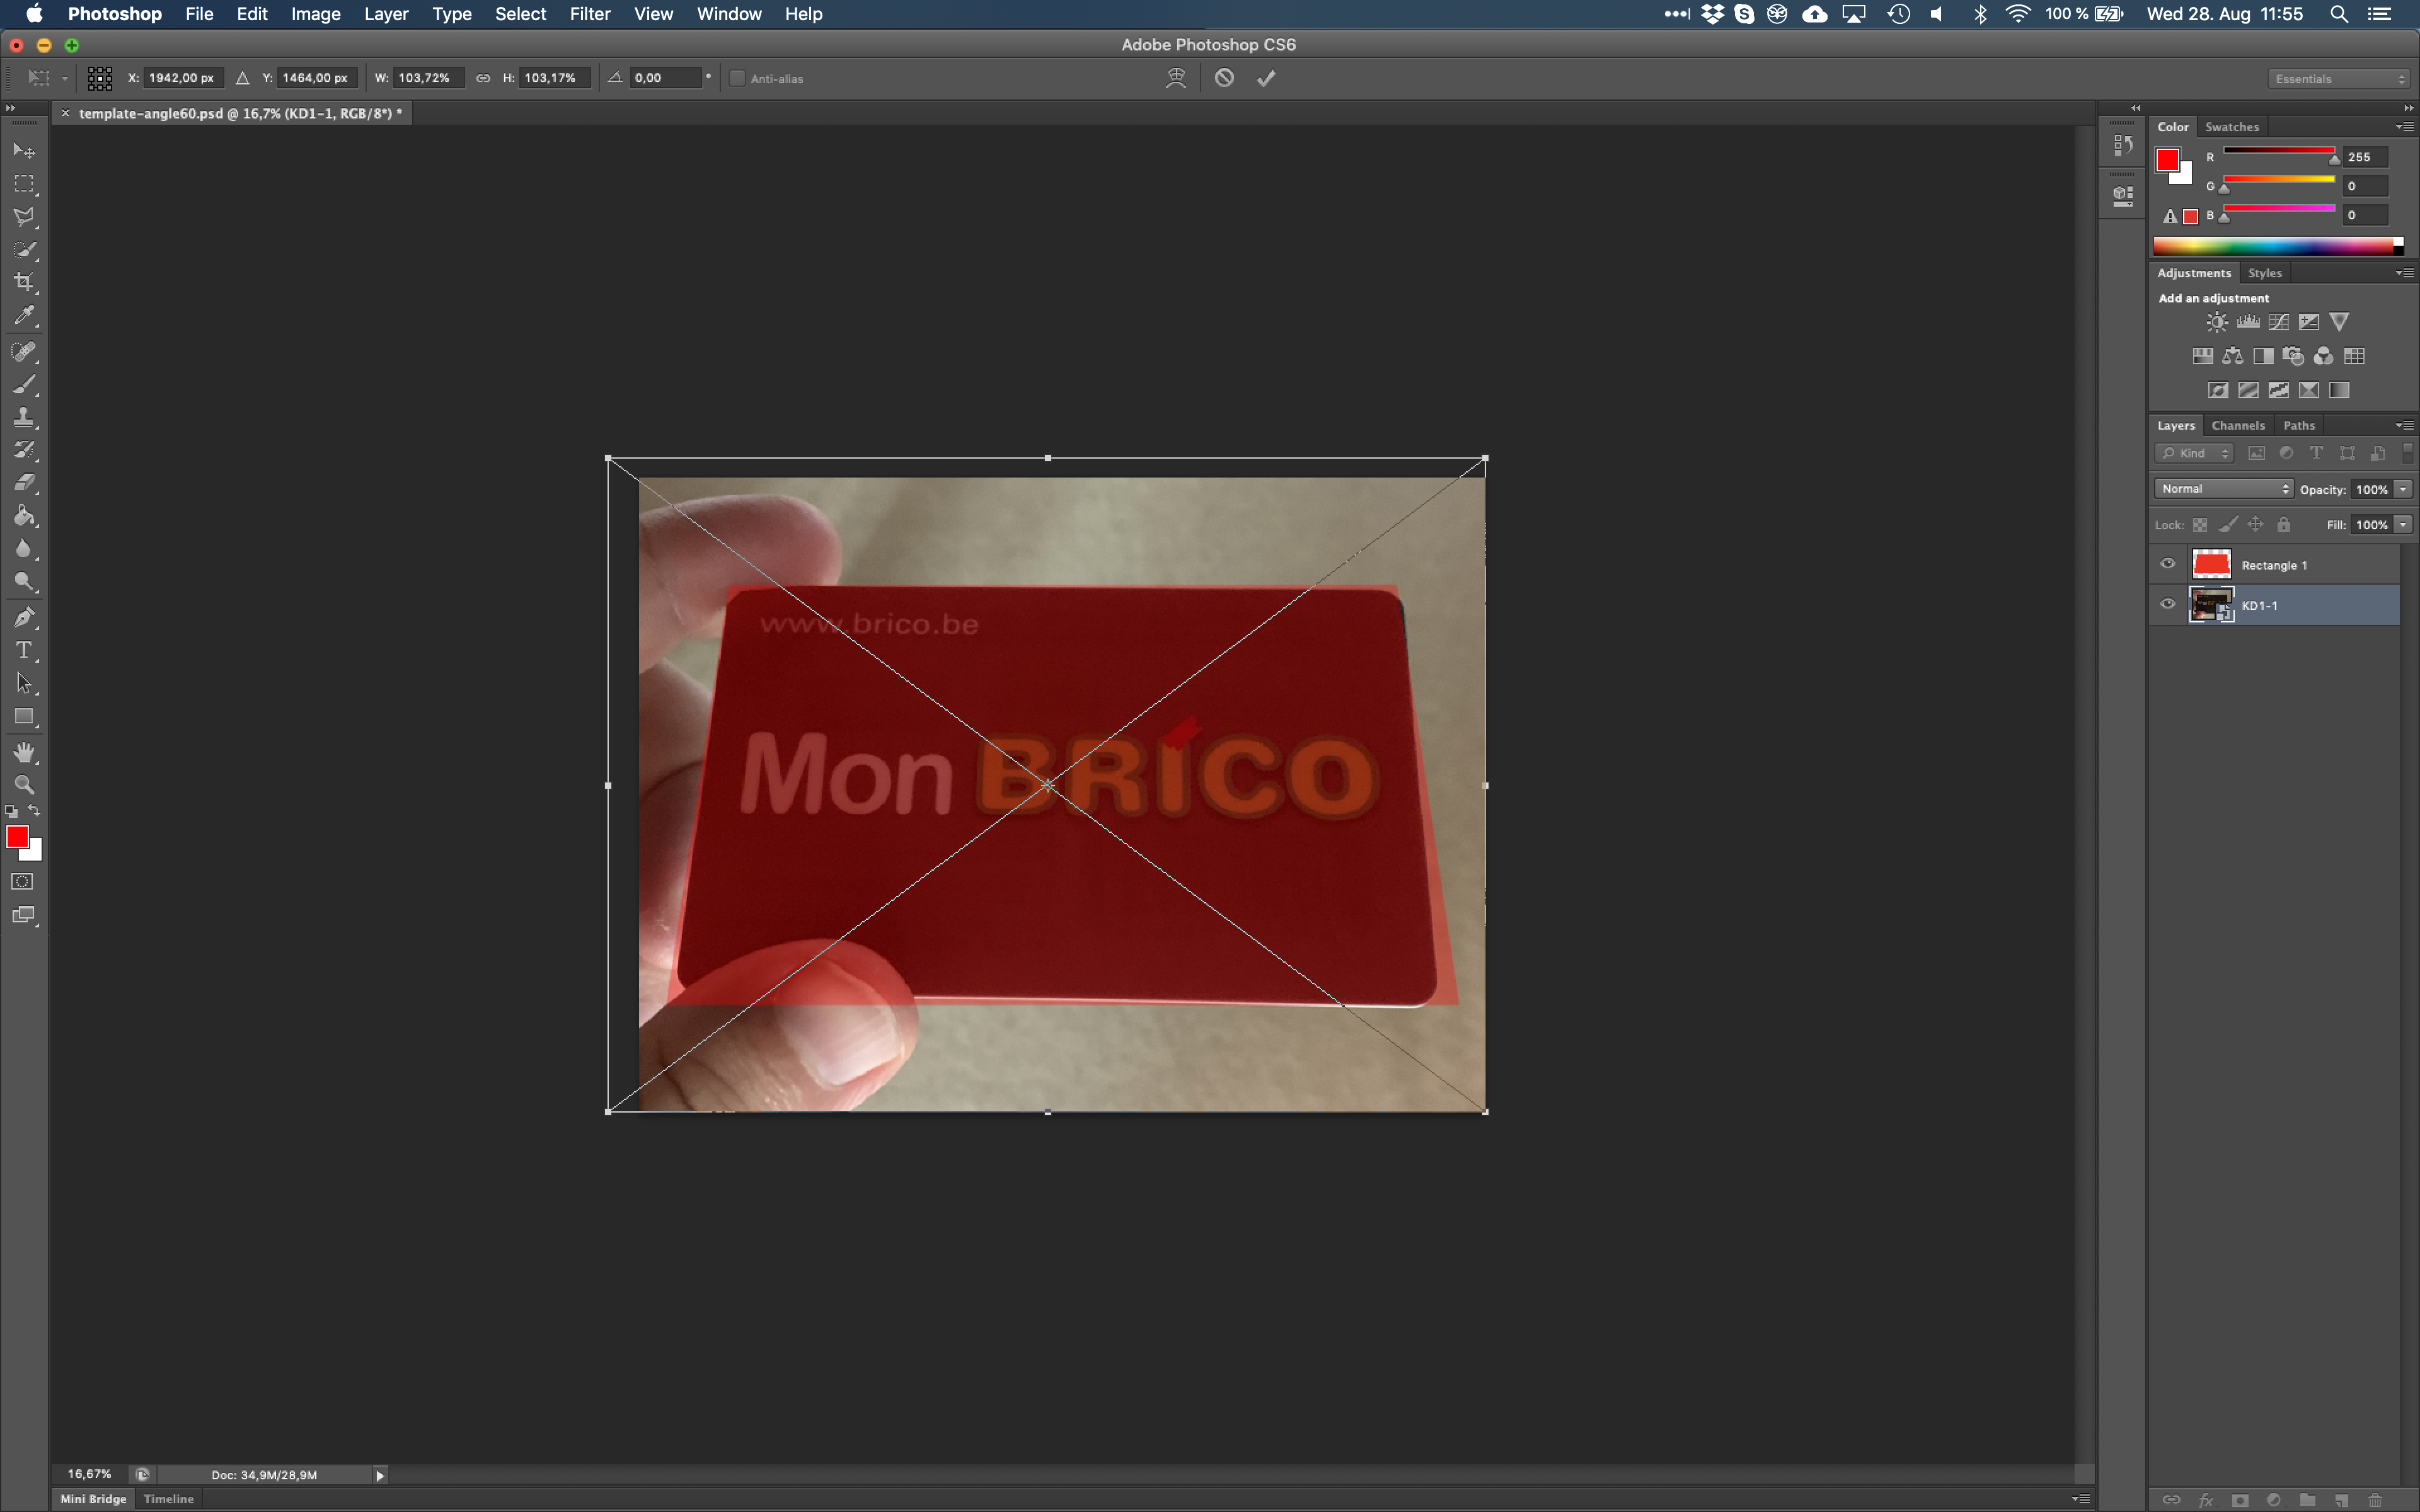 Photoshop File Edit Image Layer Type Select Filter View Window Help 100 % Wed 28. Aug 11:55
Adobe Photoshop CS6
X: 1942,00 px Y: 1464,00 px W: 103,72% H: 103,17% 0,00 ° Anti-alias Essentials
template-angle60.psd @ 16,7% (KD1-1, RGB/8*) *
Color Swatches
R 255
G 0
B 0
Adjustments Styles
Add an adjustment
Layers Channels Paths
Kind
Normal Opacity: 100%
Lock: Fill: 100%
Rectangle 1
KD1-1
www.brico.be
Mon BRICO
16,67% Doc: 34,9M/28,9M
Mini Bridge Timeline